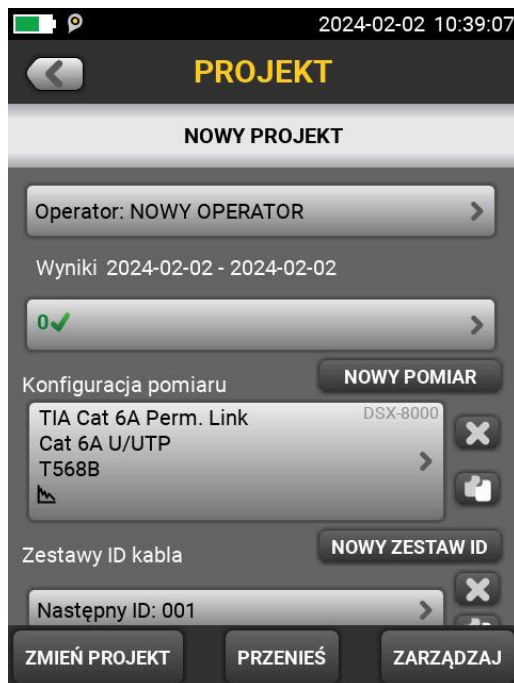 2024-02-02 10:39:07
PROJEKT
NOWY PROJEKT
Operator: NOWY OPERATOR
Wyniki 2024-02-02 - 2024-02-02
0
Konfiguracja pomiaru
NOWY POMIAR
TIA Cat 6A Perm. Link
DSX-8000
Cat 6A U/UTP
T568B
Zestawy ID kabla
NOWY ZESTAW ID
Następny ID: 001
ZMIEŃ PROJEKT
PRZENIEŚ
ZARZĄDZAJ